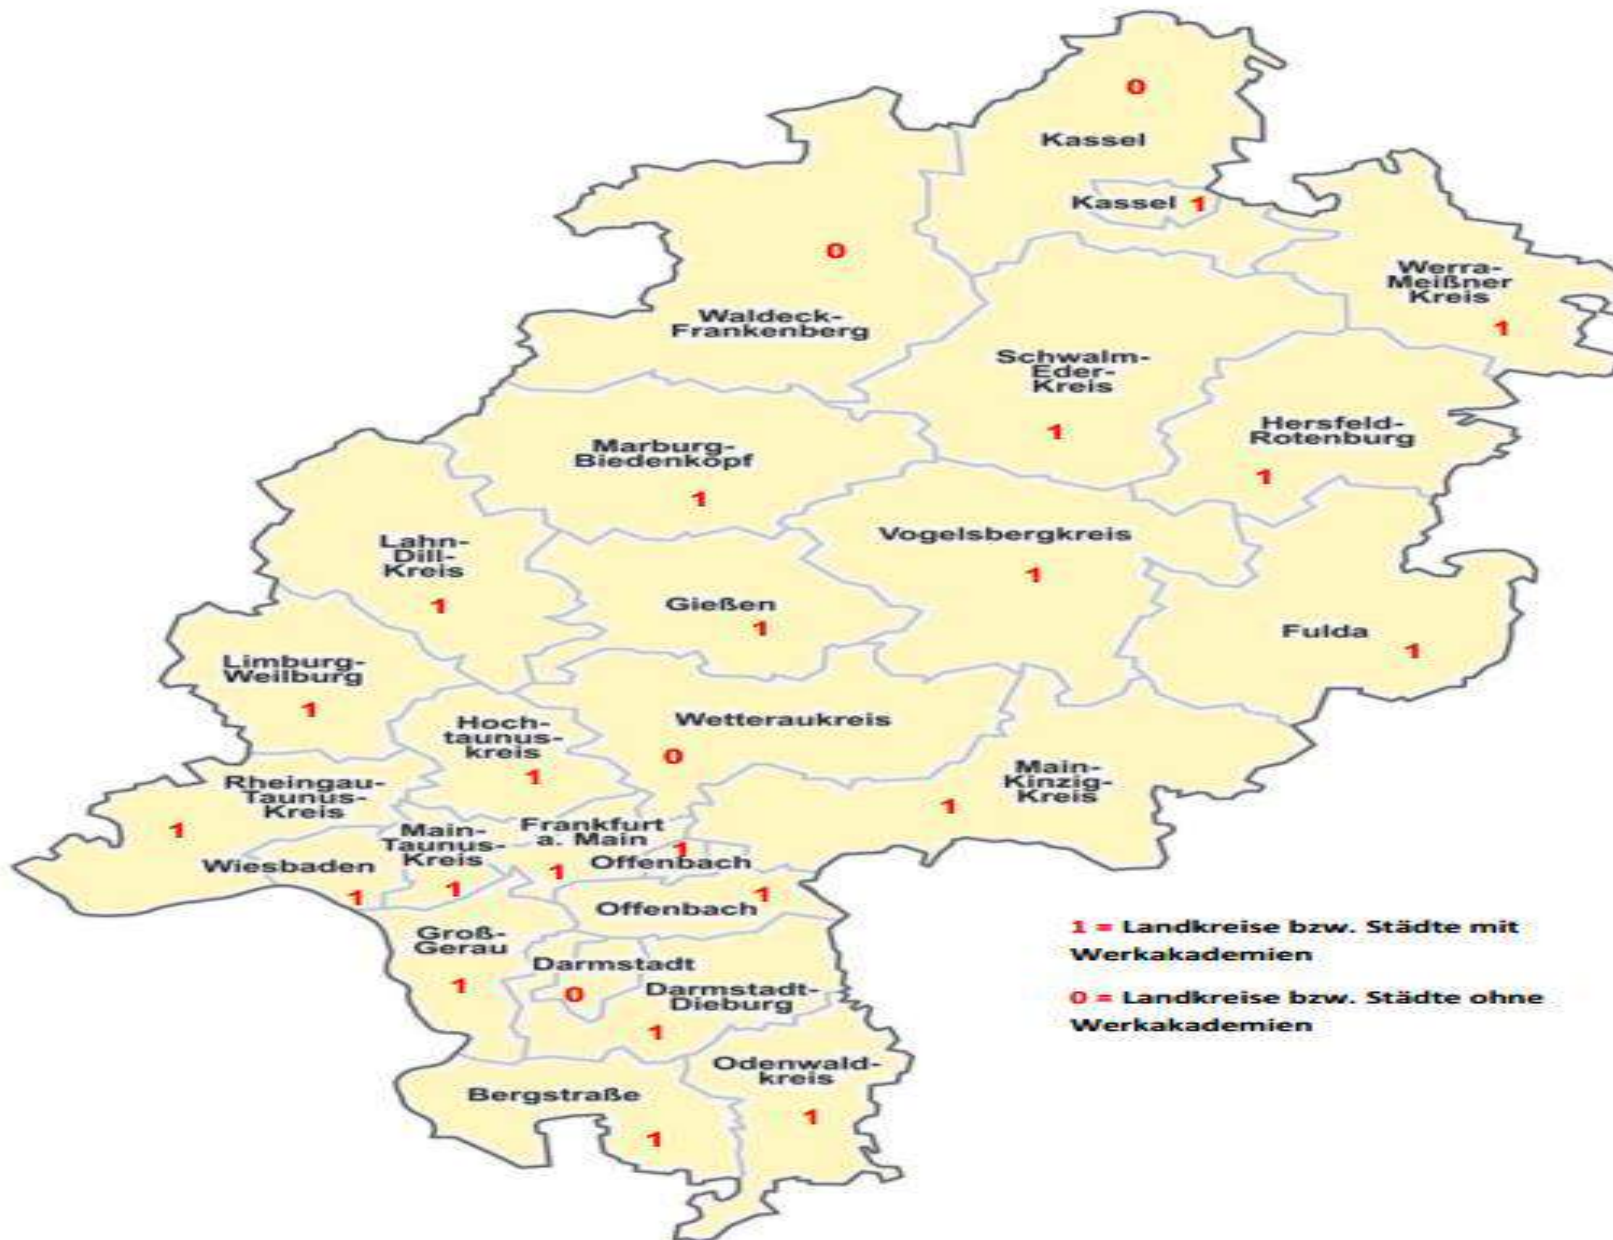 0
Kassel
Kassel 1
0
Waldeck-
Frankenberg
Werra-
Meißner
Kreis
1
Schwalm-
Eder-
Kreis
1
Hersfeld-
Rotenburg
1
Marburg-
Biedenkopf
1
Lahn-
Dill-
Kreis
1
Vogelsbergkreis
1
Gießen
1
Fulda
1
Limburg-
Weilburg
1
Hoch-
taunus-
kreis
1
Wetteraukreis
0
Main-
Kinzig-
Kreis
1
Rheingau-
Taunus-
Kreis
1
Wiesbaden
1
Main-
Taunus-
Kreis
1
Frankfurt
a. Main
1
Offenbach
1
Offenbach
1
Groß-
Gerau
1
Darmstadt
0
Darmstadt-
Dieburg
1
Odenwald-
kreis
1
Bergstraße
1
1 = Landkreise bzw. Städte mit
Werkakademien
0 = Landkreise bzw. Städte ohne
Werkakademien